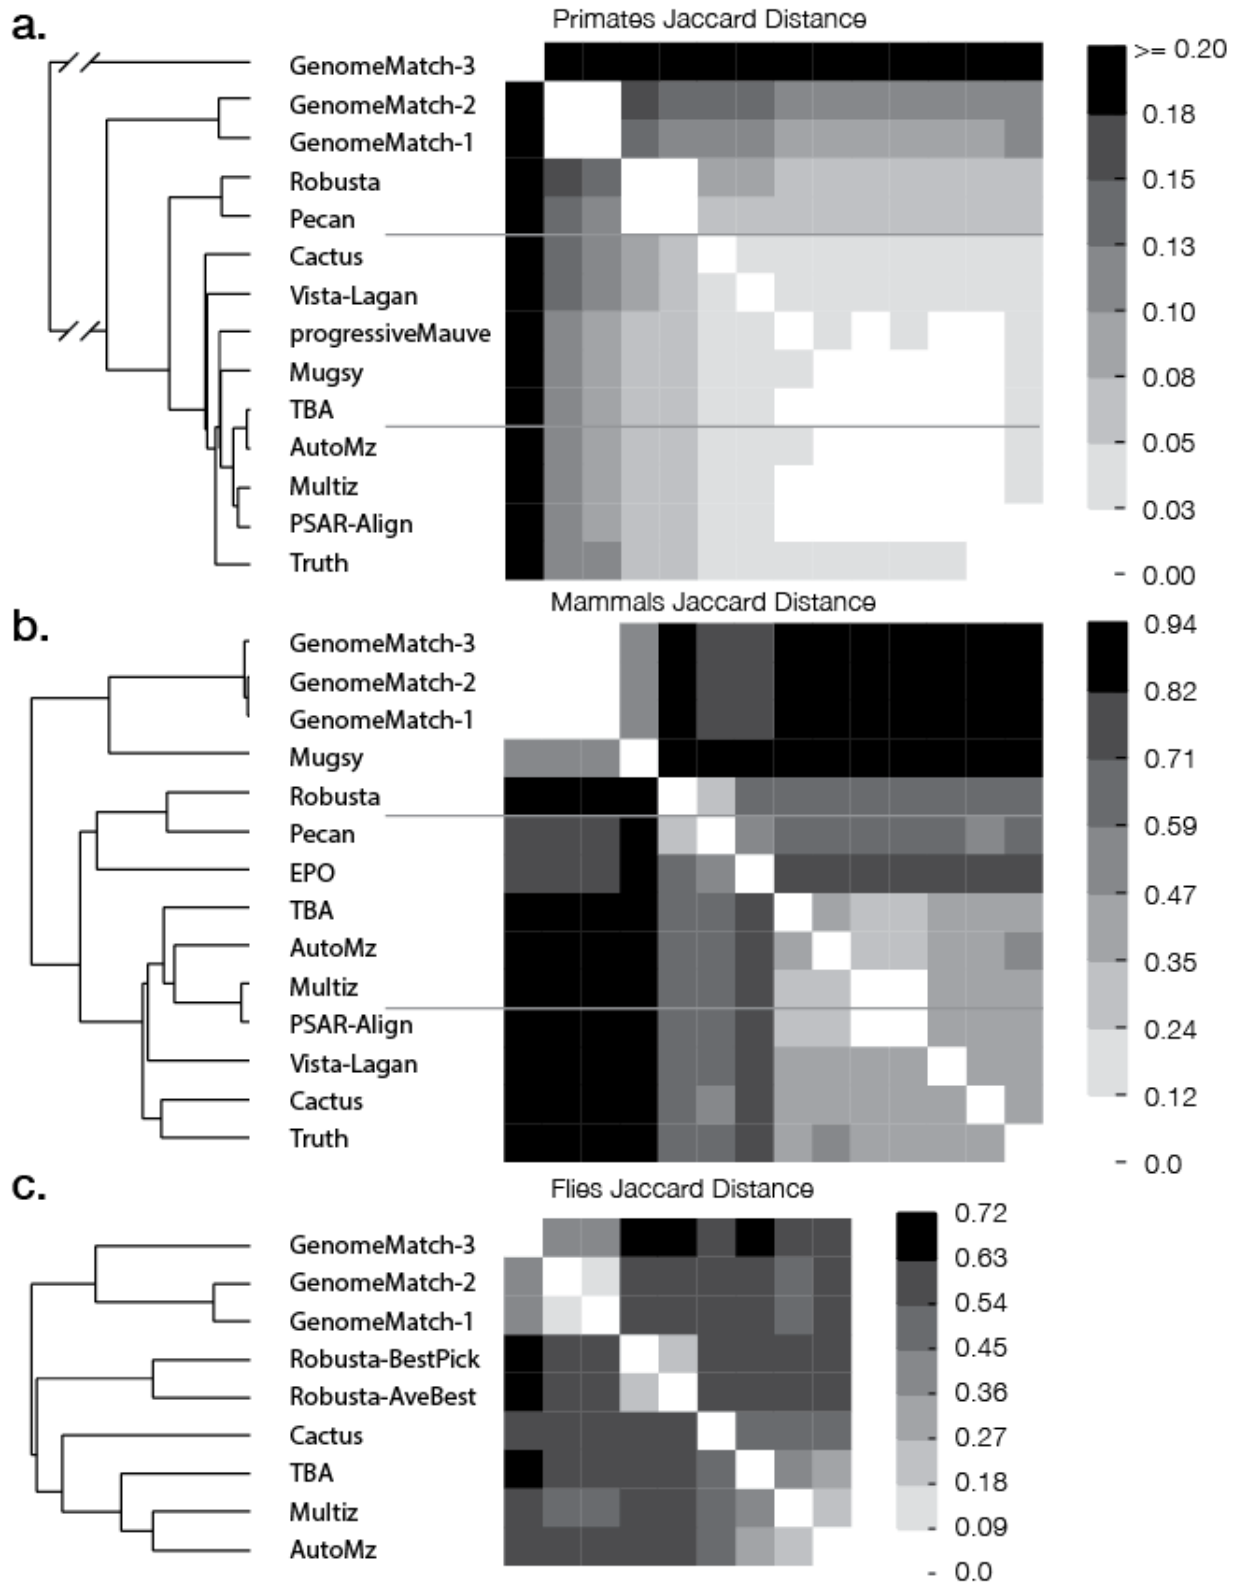 a.
Primates Jaccard Distance
GenomeMatch-3
GenomeMatch-2
GenomeMatch-1
Robusta
Pecan
Cactus
Vista-Lagan
progressiveMauve
Mugsy
TBA
AutoMz
Multiz
PSAR-Align
Truth
>= 0.20
0.18
0.15
0.13
0.10
0.08
0.05
0.03
0.00
b.
Mammals Jaccard Distance
GenomeMatch-3
GenomeMatch-2
GenomeMatch-1
Mugsy
Robusta
Pecan
EPO
TBA
AutoMz
Multiz
PSAR-Align
Vista-Lagan
Cactus
Truth
0.94
0.82
0.71
0.59
0.47
0.35
0.24
0.12
0.0
c.
Flies Jaccard Distance
GenomeMatch-3
GenomeMatch-2
GenomeMatch-1
Robusta-BestPick
Robusta-AveBest
Cactus
TBA
Multiz
AutoMz
0.72
0.63
0.54
0.45
0.36
0.27
0.18
0.09
0.0